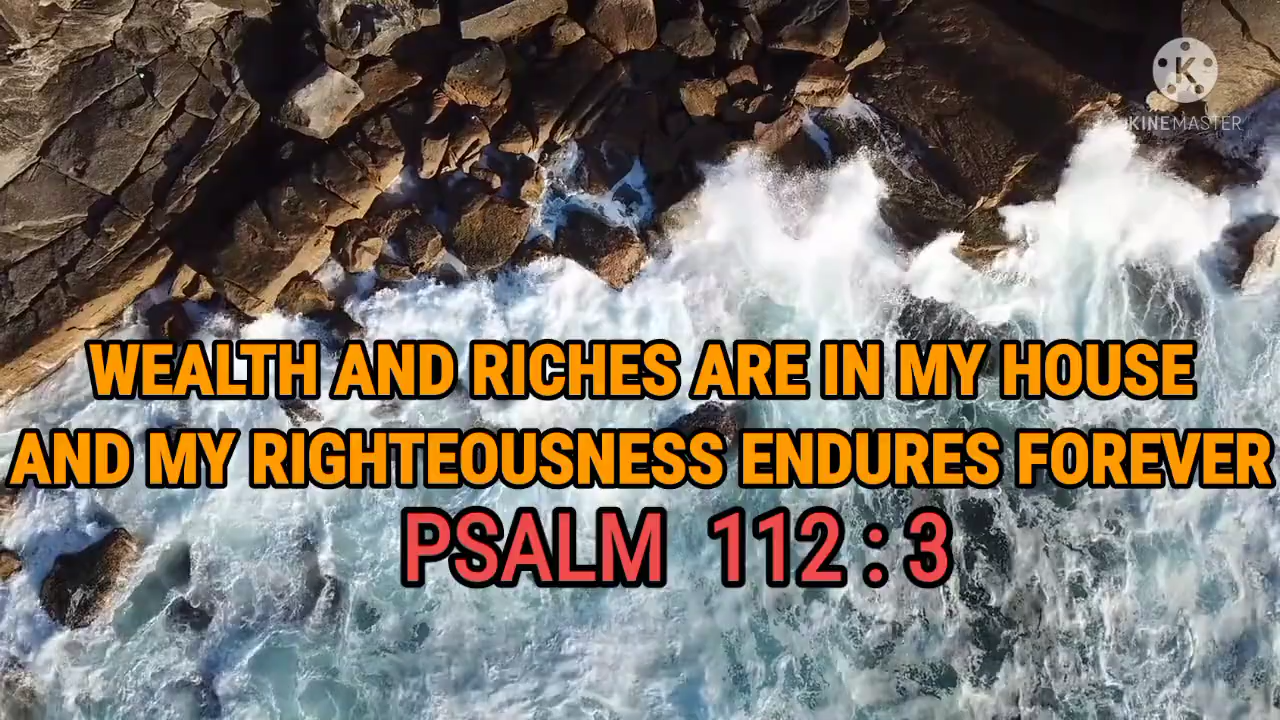 K
KINEMASTER
WEALTH AND RICHES ARE IN MY HOUSE
AND MY RIGHTEOUSNESS ENDURES FOREVER
PSALM 112 : 3